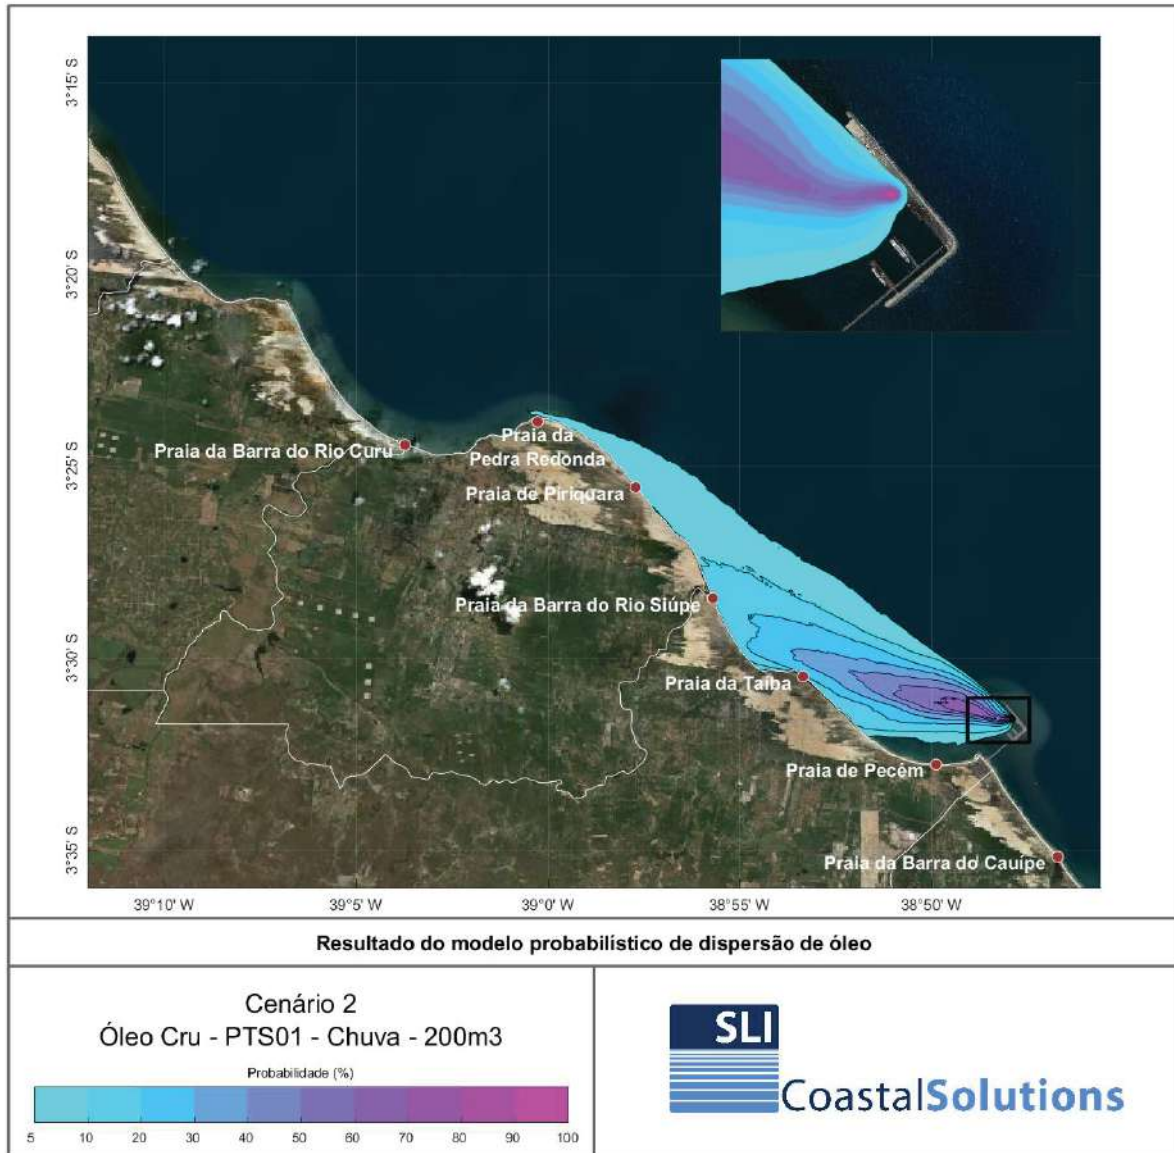 3°15' S
3°20' S
3°25' S
3°30' S
3°35' S
Praia da Barra do Rio Curu
Praia da
Pedra Redonda
Praia de Piriquara
Praia da Barra do Rio Siúpe
Praia da Taíba
Praia de Pecém
Praia da Barra do Cauípe
39°10' W
39°5' W
39°0' W
38°55' W
38°50' W
Resultado do modelo probabilístico de dispersão de óleo
Cenário 2
Óleo Cru - PTS01 - Chuva - 200m3
Probabilidade (%)
5 10 20 30 40 50 60 70 80 90 100
SLI
CoastalSolutions